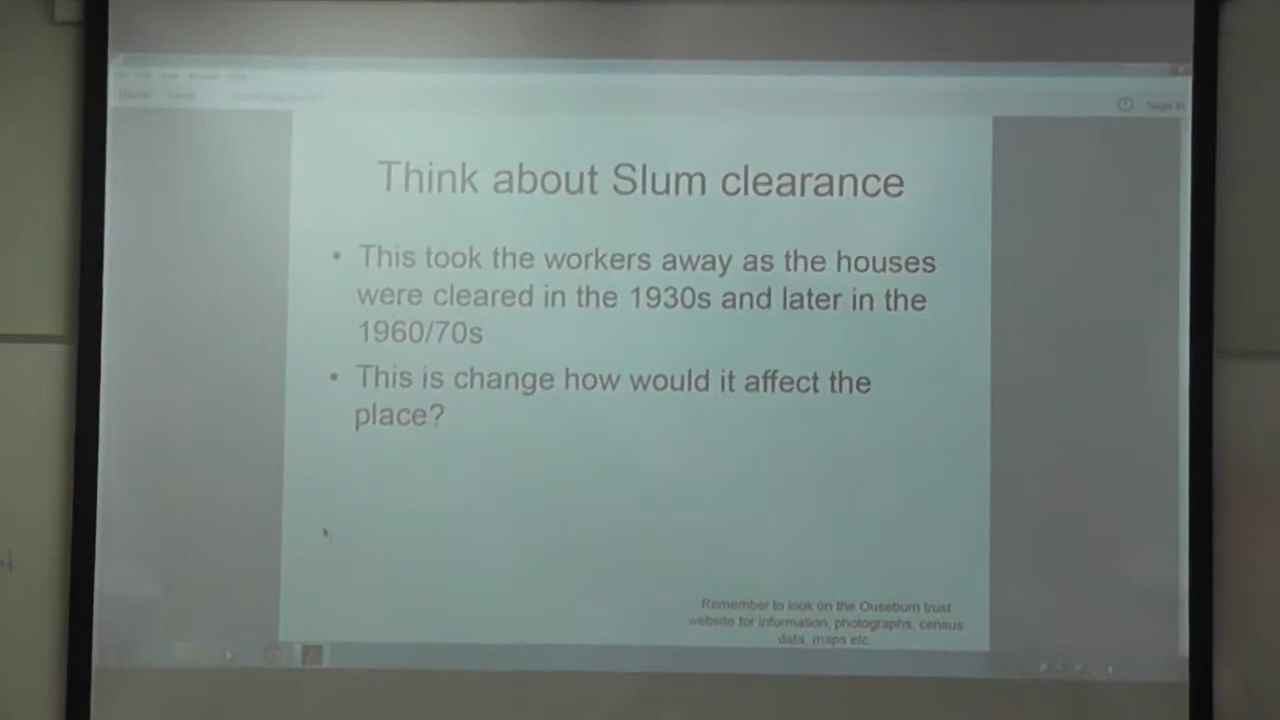 Sign In
Think about Slum clearance
• This took the workers away as the houses
were cleared in the 1930s and later in the
1960/70s
• This is change how would it affect the
place?
Remember to look on the Ouseburn trust
website for information, photographs, census
data, maps etc